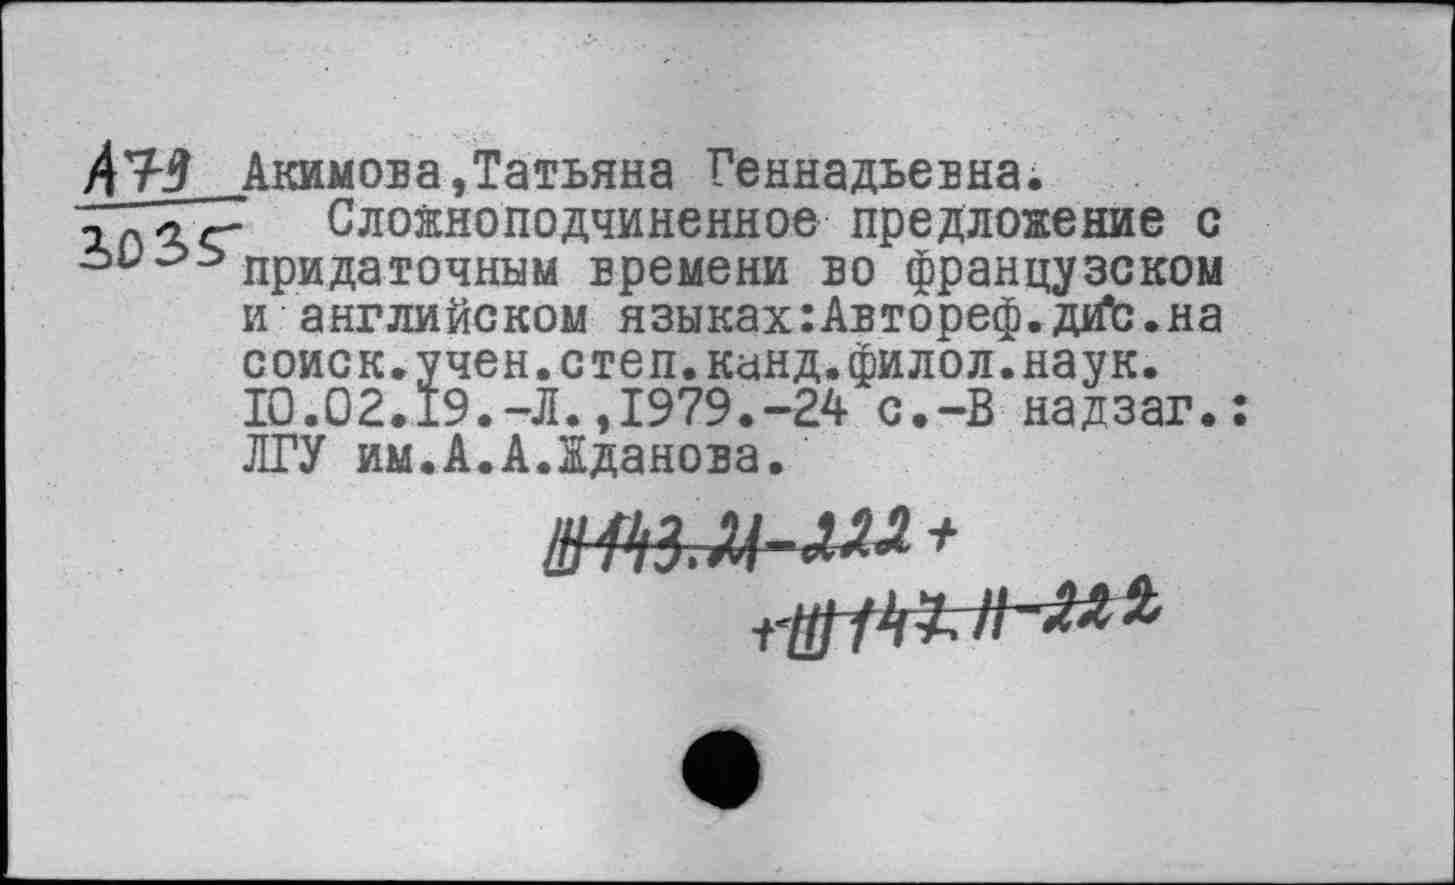 А79 Акимова,Татьяна Геннадьевна.
3035 Сложноподчиненное предложение с
придаточным времени во французском
и английском языках:Автореф.дис.на
соиск.учен.степ.канд.филол.наук.
10.02.19.-Л.,1979.-24 с.-В надзаг.:
ЛГУ им.А.А.Жданова.
Ш143.21-222 +
+Ш147.11-222